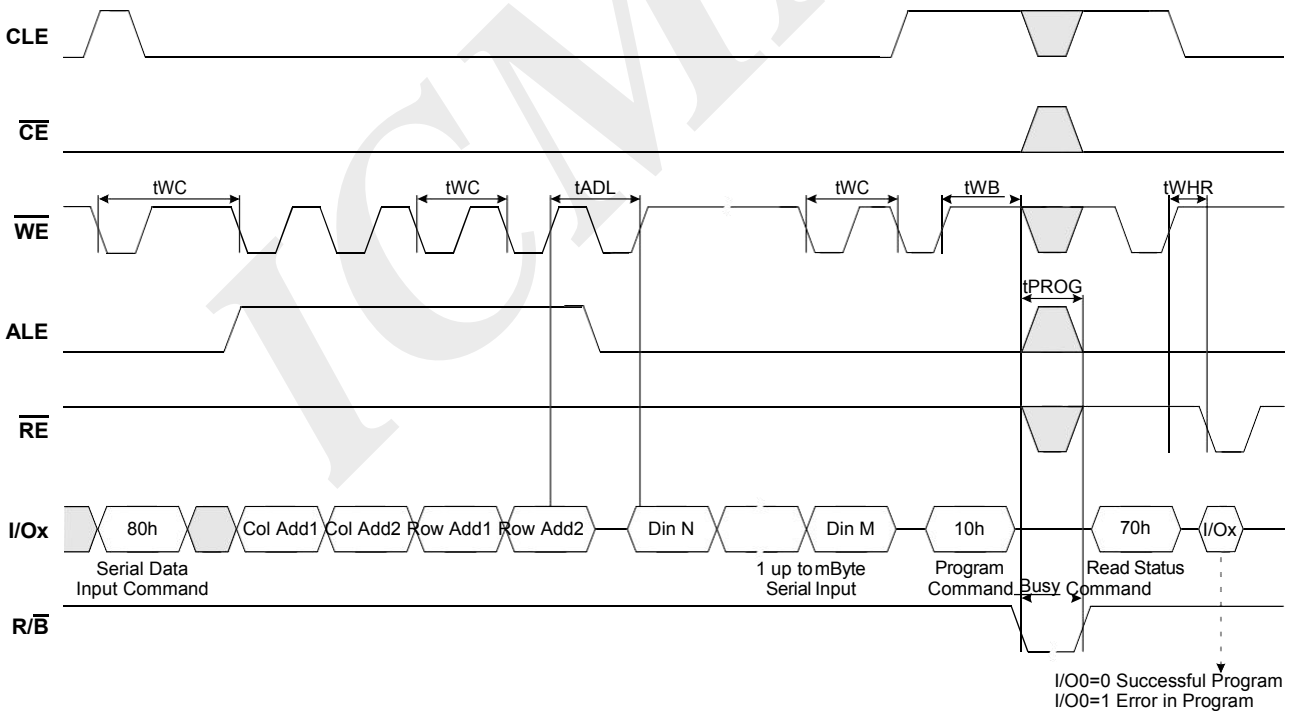 CLE
CE
tWC
tWC
tADL
tWC
tWB
tWHR
WE
tPROG
ALE
RE
I/Ox
80h
Col Add1
Col Add2
Row Add1
Row Add2
Din N
Din M
10h
70h
I/Ox
Serial Data
Input Command
1 up to mByte
Serial Input
Program
Command
Busy
Read Status
Command
R/B
I/O0=0 Successful Program
I/O0=1 Error in Program